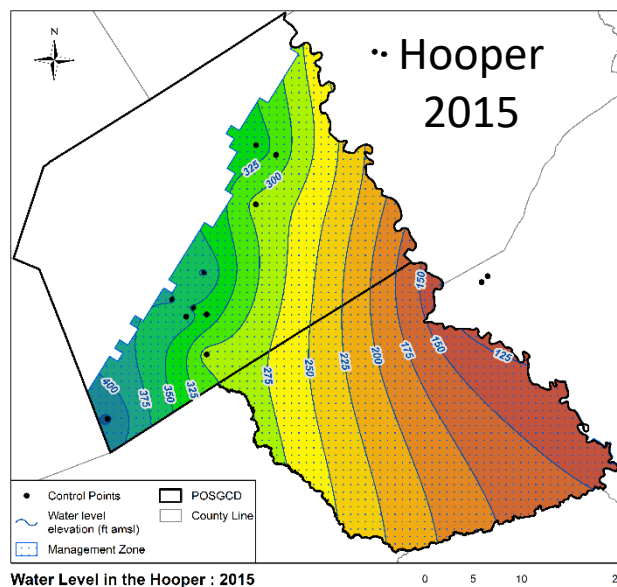 N
Hooper
2015
325
300
150
400
375
350
325
275
250
225
200
175
150
125
Control Points
Water level
elevation (ft amsl)
Management Zone
POSGCD
County Line
Water Level in the Hooper : 2015
0 5 10